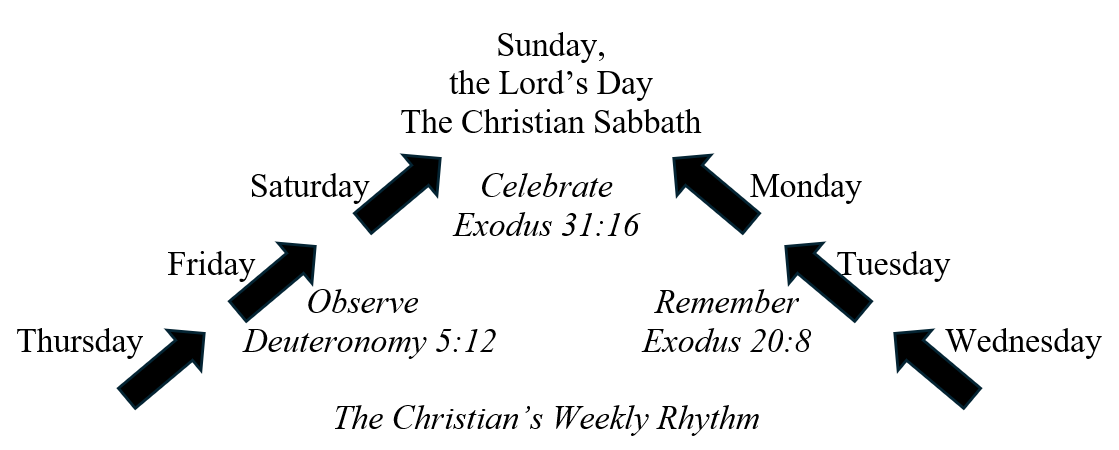 Sunday,
the Lord’s Day
The Christian Sabbath
Saturday
Celebrate
Exodus 31:16
Monday
Friday
Tuesday
Observe
Deuteronomy 5:12
Remember
Exodus 20:8
Thursday
Wednesday
The Christian’s Weekly Rhythm